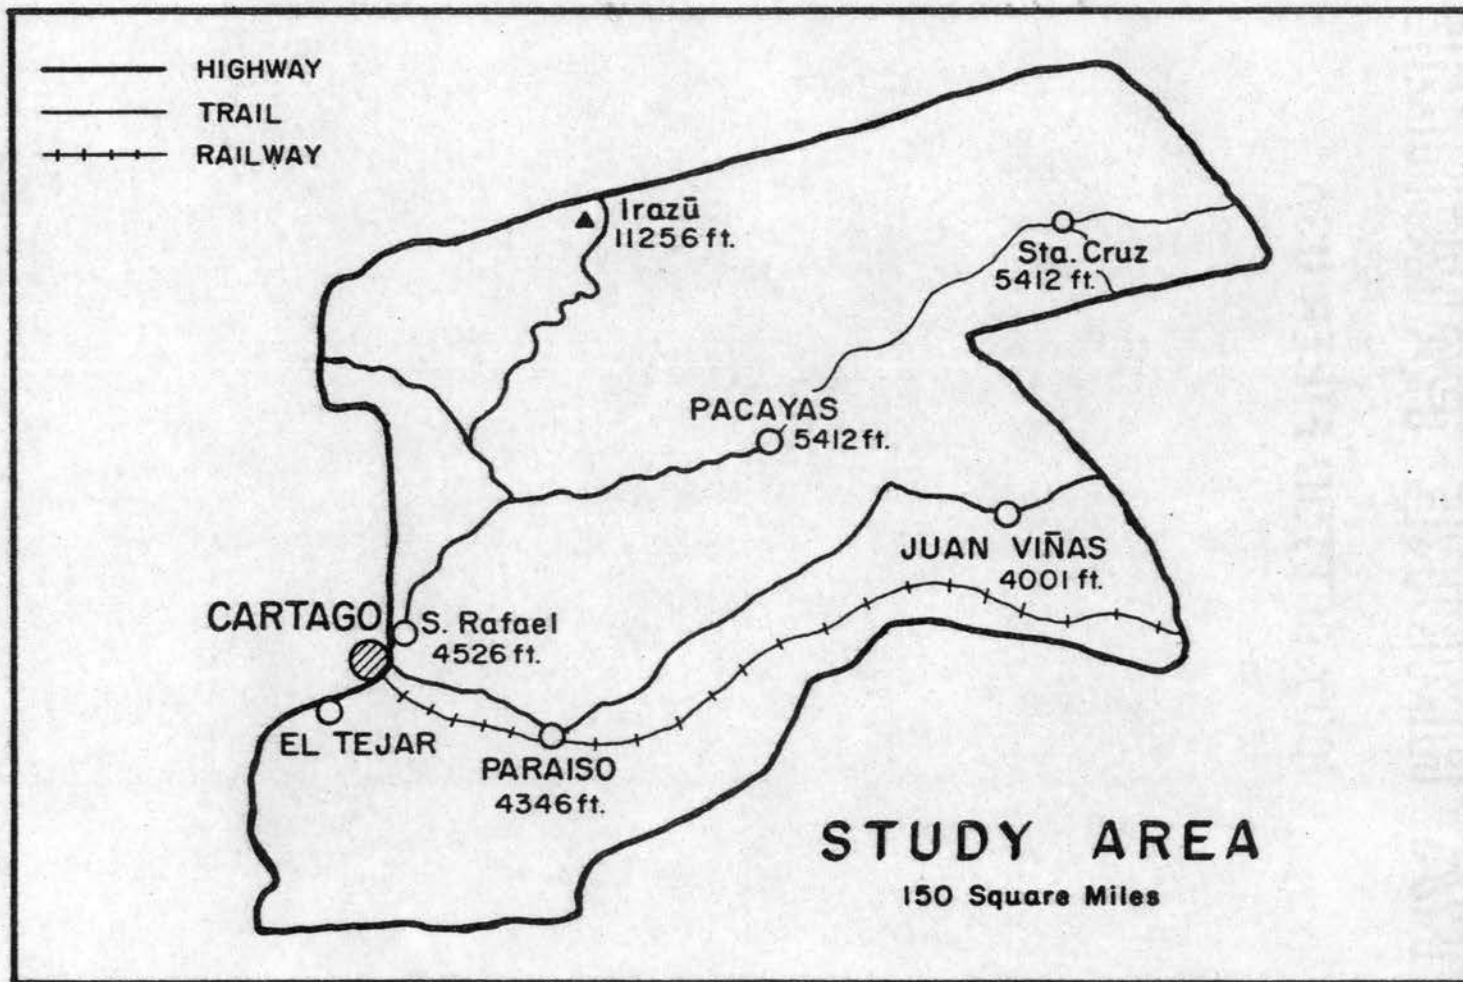 HIGHWAY
TRAIL
RAILWAY
Irazū
11256 ft.
Sta. Cruz
5412 ft.
PACAYAS
5412 ft.
JUAN VIÑAS
4001 ft.
CARTAGO
S. Rafael
4526 ft.
EL TEJAR
PARAISO
4346 ft.
STUDY AREA
150 Square Miles